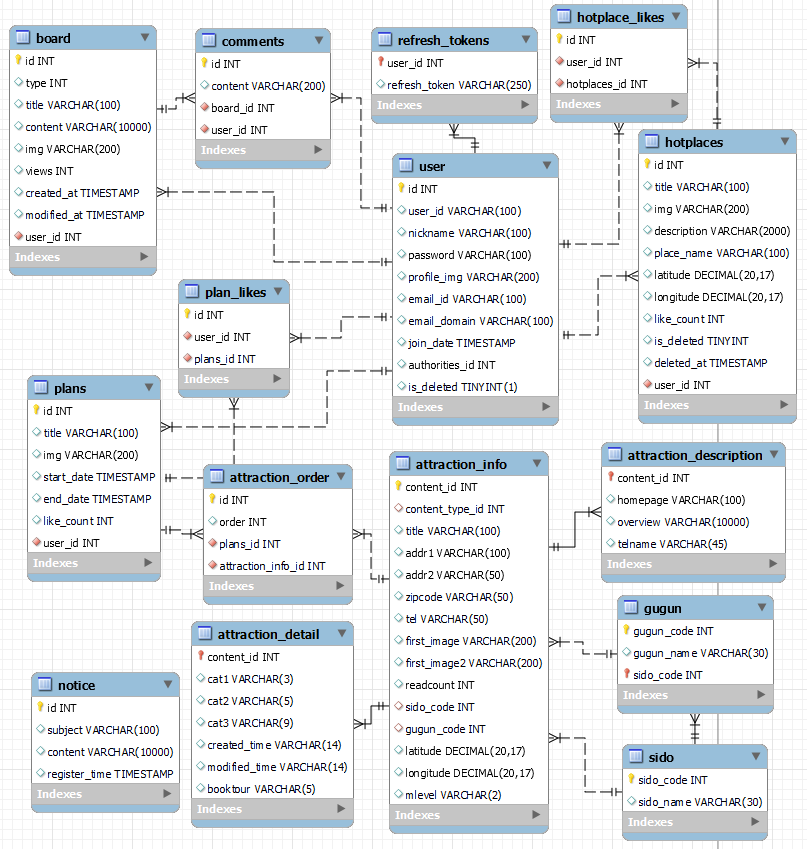 board
id INT
type INT
title VARCHAR(100)
content VARCHAR(10000)
img VARCHAR(200)
views INT
created_at TIMESTAMP
modified_at TIMESTAMP
user_id INT
Indexes
comments
id INT
content VARCHAR(200)
board_id INT
user_id INT
Indexes
refresh_tokens
user_id INT
refresh_token VARCHAR(250)
Indexes
hotplace_likes
id INT
user_id INT
hotplaces_id INT
Indexes
hotplaces
id INT
title VARCHAR(100)
img VARCHAR(200)
description VARCHAR(2000)
place_name VARCHAR(100)
latitude DECIMAL(20,17)
longitude DECIMAL(20,17)
like_count INT
is_deleted TINYINT
deleted_at TIMESTAMP
user_id INT
Indexes
user
id INT
user_id VARCHAR(100)
nickname VARCHAR(100)
password VARCHAR(100)
profile_img VARCHAR(200)
email_id VARCHAR(100)
email_domain VARCHAR(100)
join_date TIMESTAMP
authorities_id INT
is_deleted TINYINT(1)
Indexes
plan_likes
id INT
user_id INT
plans_id INT
Indexes
plans
id INT
title VARCHAR(100)
img VARCHAR(200)
start_date TIMESTAMP
end_date TIMESTAMP
like_count INT
user_id INT
Indexes
attraction_order
id INT
order INT
plans_id INT
attraction_info_id INT
Indexes
attraction_info
content_id INT
content_type_id INT
title VARCHAR(100)
addr1 VARCHAR(100)
addr2 VARCHAR(50)
zipcode VARCHAR(50)
tel VARCHAR(50)
first_image VARCHAR(200)
first_image2 VARCHAR(200)
readcount INT
sido_code INT
gugun_code INT
latitude DECIMAL(20,17)
longitude DECIMAL(20,17)
mlevel VARCHAR(2)
Indexes
attraction_description
content_id INT
homepage VARCHAR(100)
overview VARCHAR(10000)
telname VARCHAR(45)
Indexes
gugun
gugun_code INT
gugun_name VARCHAR(30)
sido_code INT
Indexes
attraction_detail
content_id INT
cat1 VARCHAR(3)
cat2 VARCHAR(5)
cat3 VARCHAR(9)
created_time VARCHAR(14)
modified_time VARCHAR(14)
booktour VARCHAR(5)
Indexes
notice
id INT
subject VARCHAR(100)
content VARCHAR(10000)
register_time TIMESTAMP
Indexes
sido
sido_code INT
sido_name VARCHAR(30)
Indexes